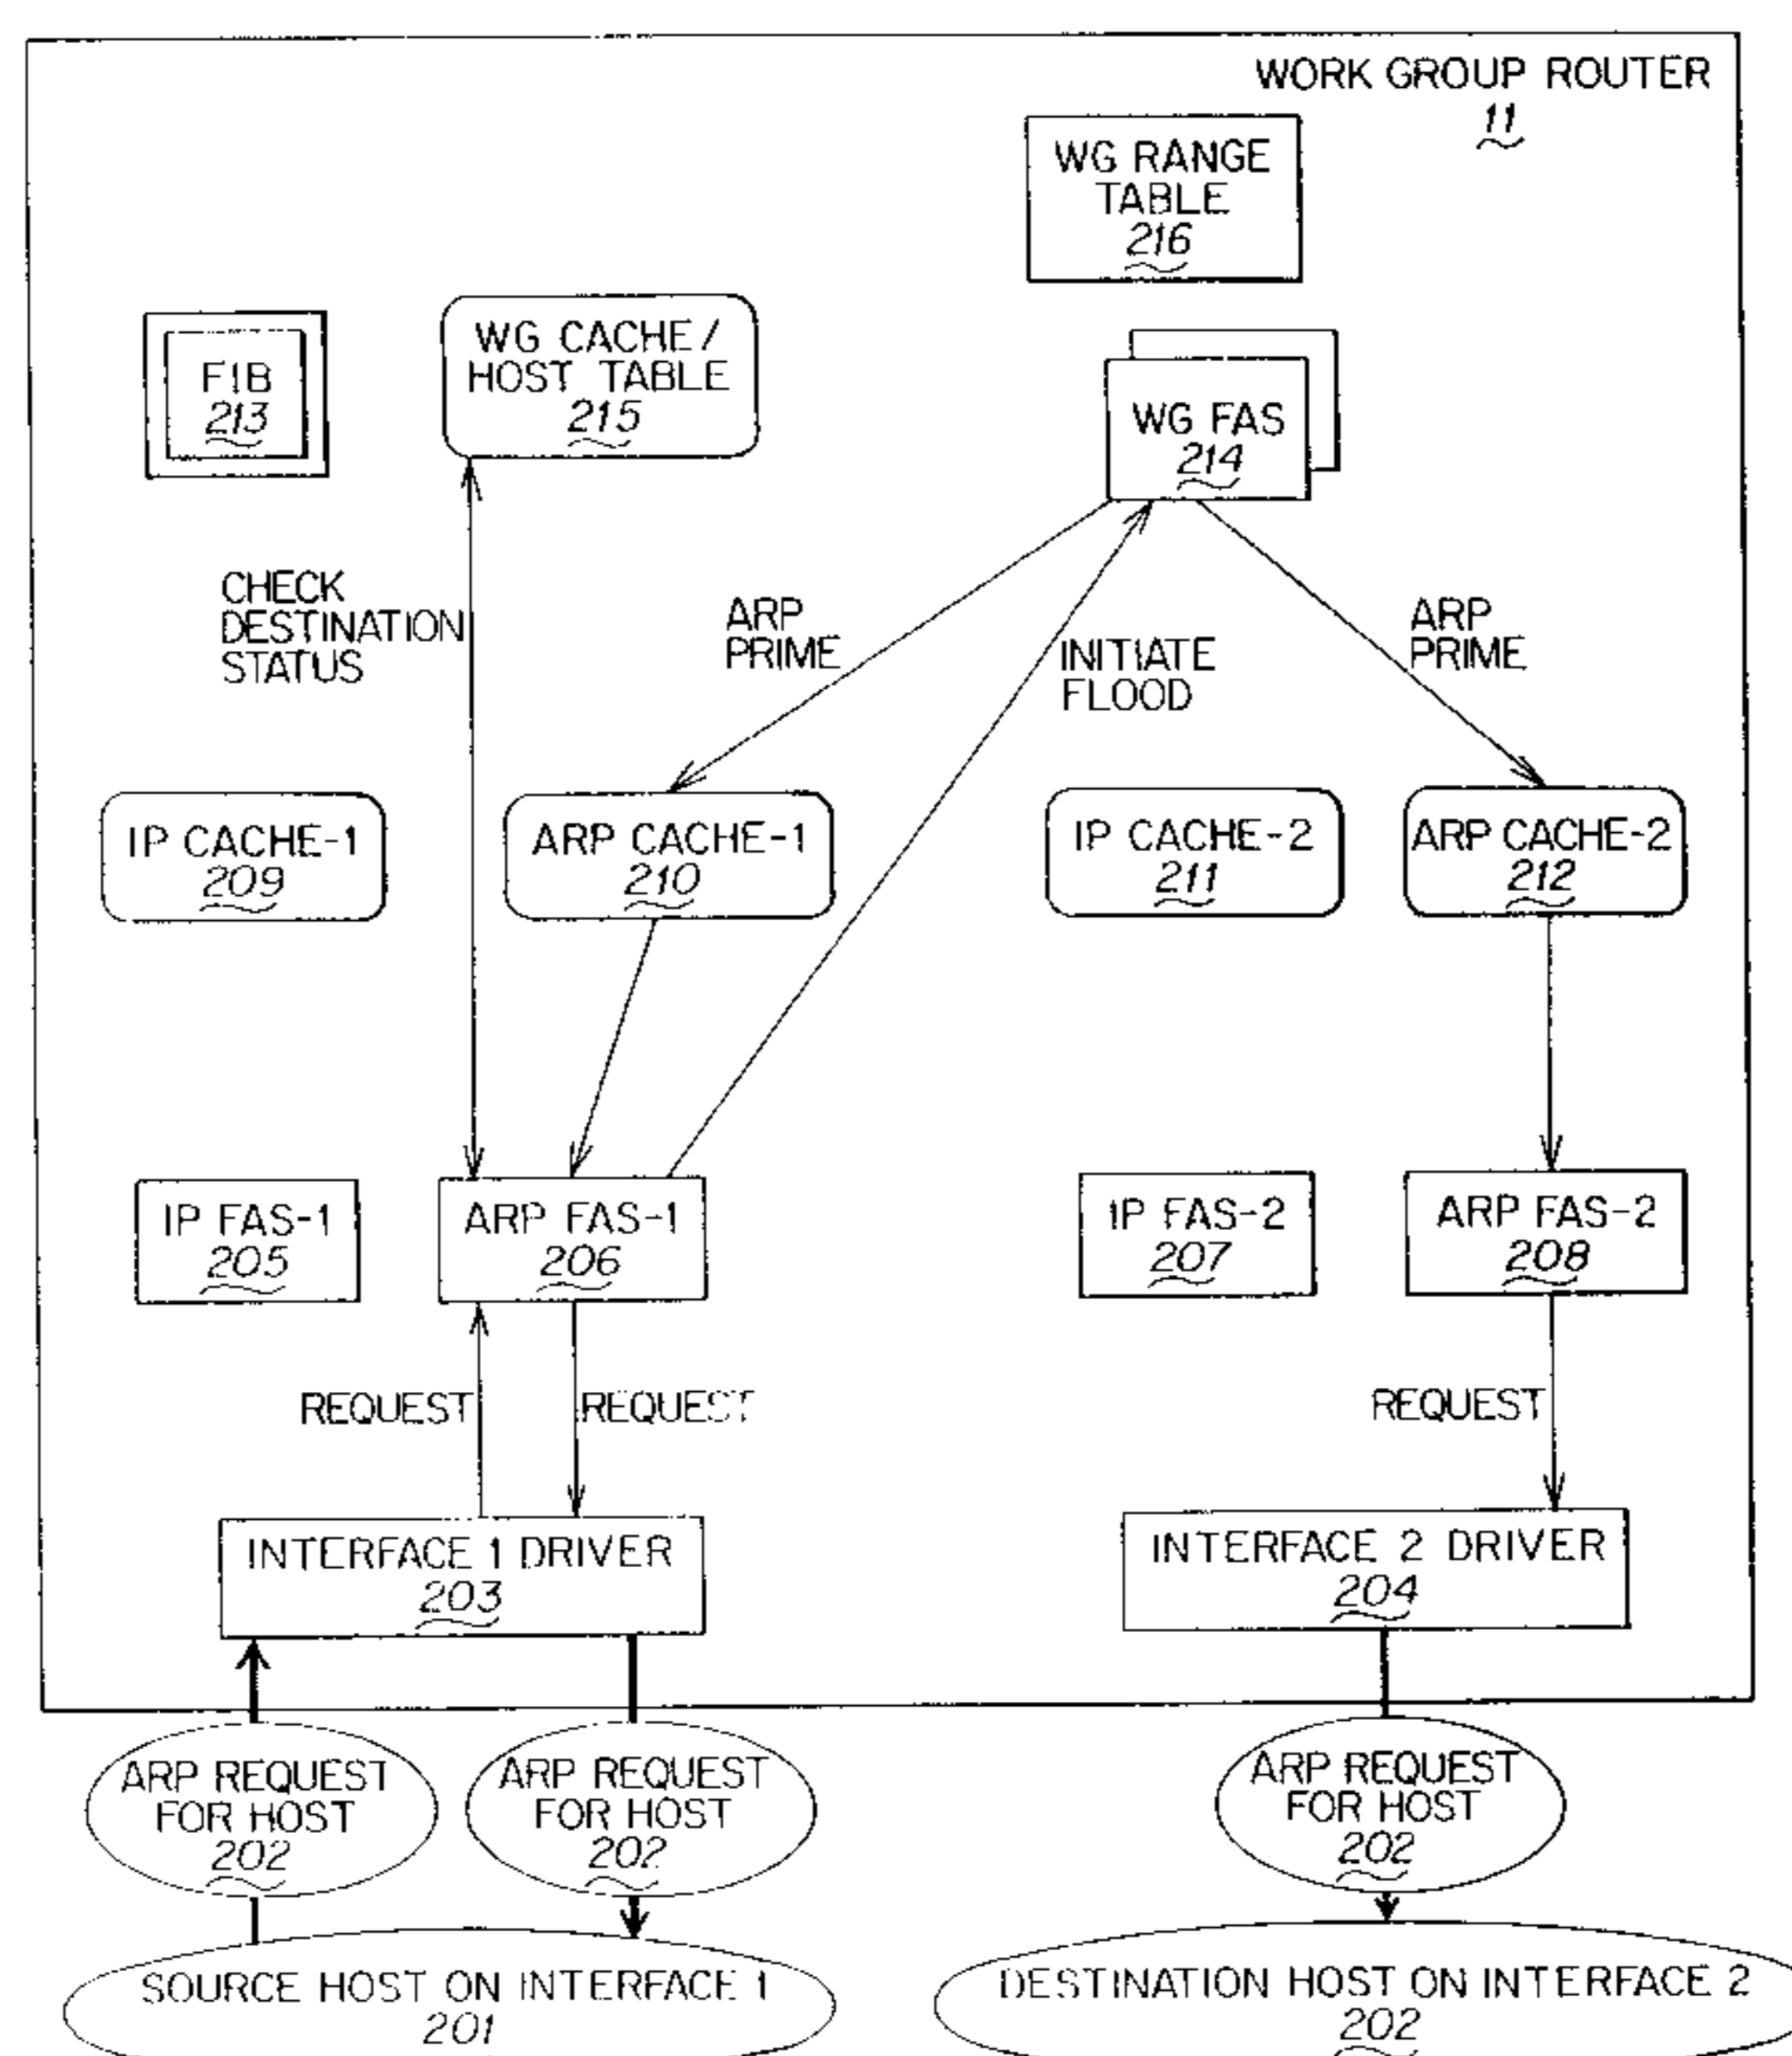 WORK GROUP ROUTER
11
WG RANGE
TABLE
216
FIB
213
WG CACHE/
HOST TABLE
215
WG FAS
214
CHECK
DESTINATION
STATUS
ARP
PRIME
INITIATE
FLOOD
ARP
PRIME
IP CACHE-1
209
ARP CACHE-1
210
IP CACHE-2
211
ARP CACHE-2
212
IP FAS-1
205
ARP FAS-1
206
IP FAS-2
207
ARP FAS-2
208
REQUEST
REQUEST
REQUEST
INTERFACE 1 DRIVER
203
INTERFACE 2 DRIVER
204
ARP REQUEST
FOR HOST
202
ARP REQUEST
FOR HOST
202
ARP REQUEST
FOR HOST
202
SOURCE HOST ON INTERFACE 1
201
DESTINATION HOST ON INTERFACE 2
202